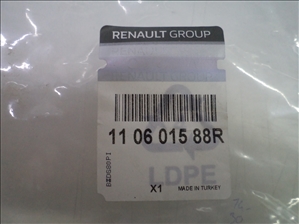 RENAULT GROUP
11 06 015 88R
LDPE
X1
MADE IN TURKEY